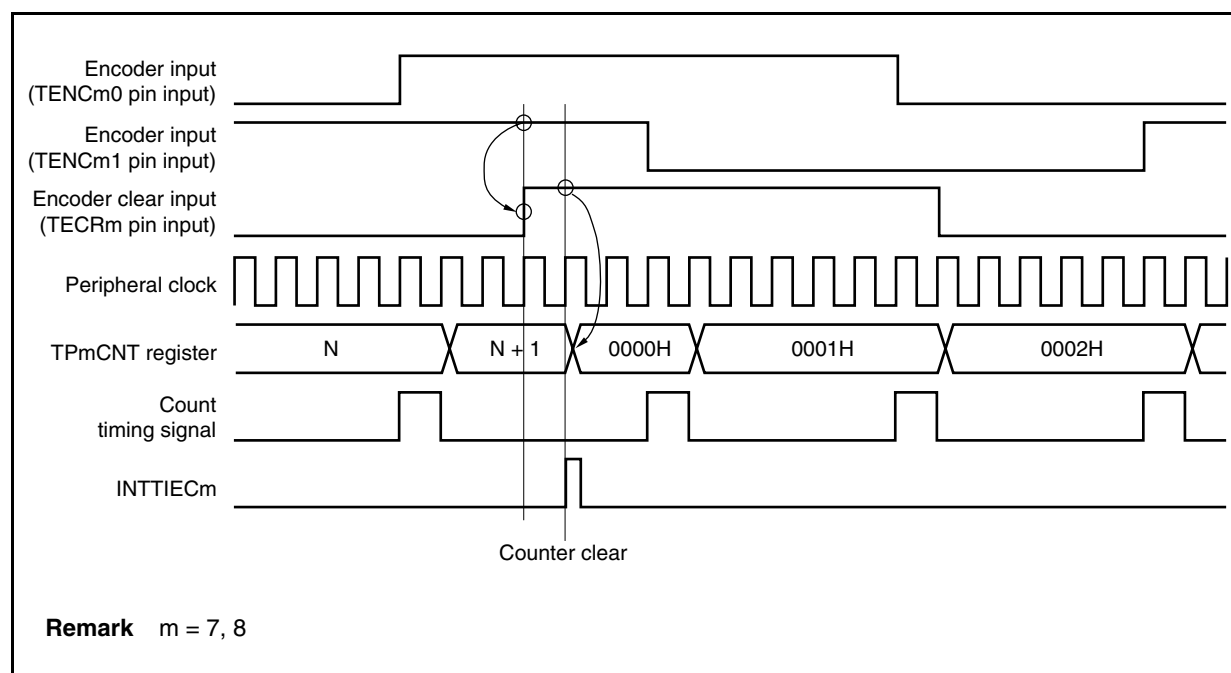 Encoder input
(TENCm0 pin input)
Encoder input
(TENCm1 pin input)
Encoder clear input
(TECRm pin input)
Peripheral clock
TPmCNT register
N
N + 1
0000H
0001H
0002H
Count
timing signal
INTTIECm
Counter clear
Remark m = 7, 8